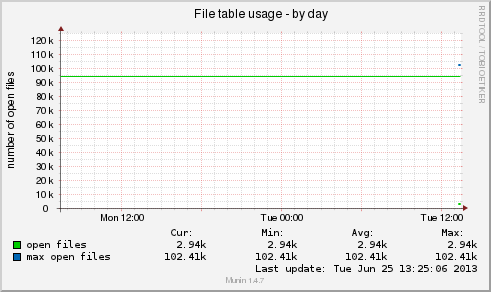 File table usage - by day
RRDTOOL / TOBI OETIKER
number of open files
120 k
110 k
100 k
90 k
80 k
70 k
60 k
50 k
40 k
30 k
20 k
10 k
0
Mon 12:00 Tue 00:00 Tue 12:00
Cur: Min: Avg: Max:
open files 2.94k 2.94k 2.94k 2.94k
max open files 102.41k 102.41k 102.41k 102.41k
Last update: Tue Jun 25 13:25:06 2013
Munin 1.4.7